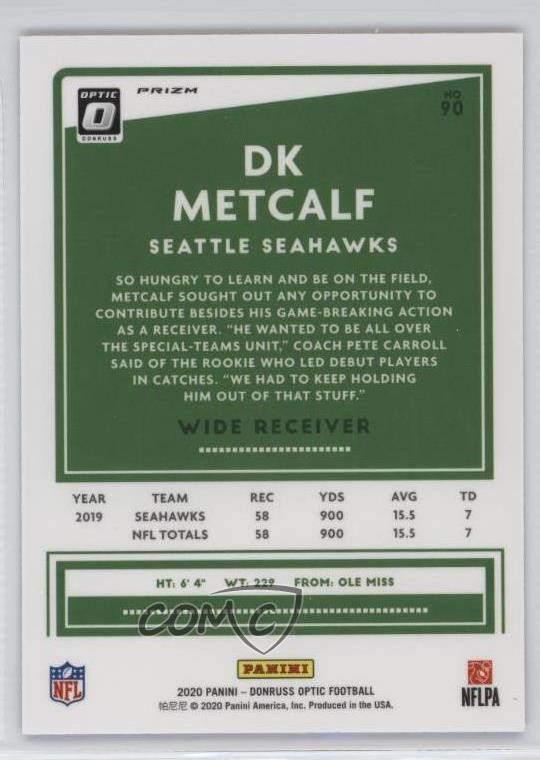 OPTIC
O
DONRUSS
PRIZM
NO
90
DK
METCALF
SEATTLE SEAHAWKS
SO HUNGRY TO LEARN AND BE ON THE FIELD,
METCALF SOUGHT OUT ANY OPPORTUNITY TO
CONTRIBUTE BESIDES HIS GAME-BREAKING ACTION
AS A RECEIVER. “HE WANTED TO BE ALL OVER
THE SPECIAL-TEAMS UNIT,” COACH PETE CARROLL
SAID OF THE ROOKIE WHO LED DEBUT PLAYERS
IN CATCHES. “WE HAD TO KEEP HOLDING
HIM OUT OF THAT STUFF.”
WIDE RECEIVER
YEAR TEAM REC YDS AVG TD
2019 SEAHAWKS 58 900 15.5 7
NFL TOTALS 58 900 15.5 7
HT: 6' 4" WT: 229 FROM: OLE MISS
COMC
PANINI
NFL
2020 PANINI – DONRUSS OPTIC FOOTBALL
帕尼尼 © 2020 Panini America, Inc. Produced in the USA.
NFLPA